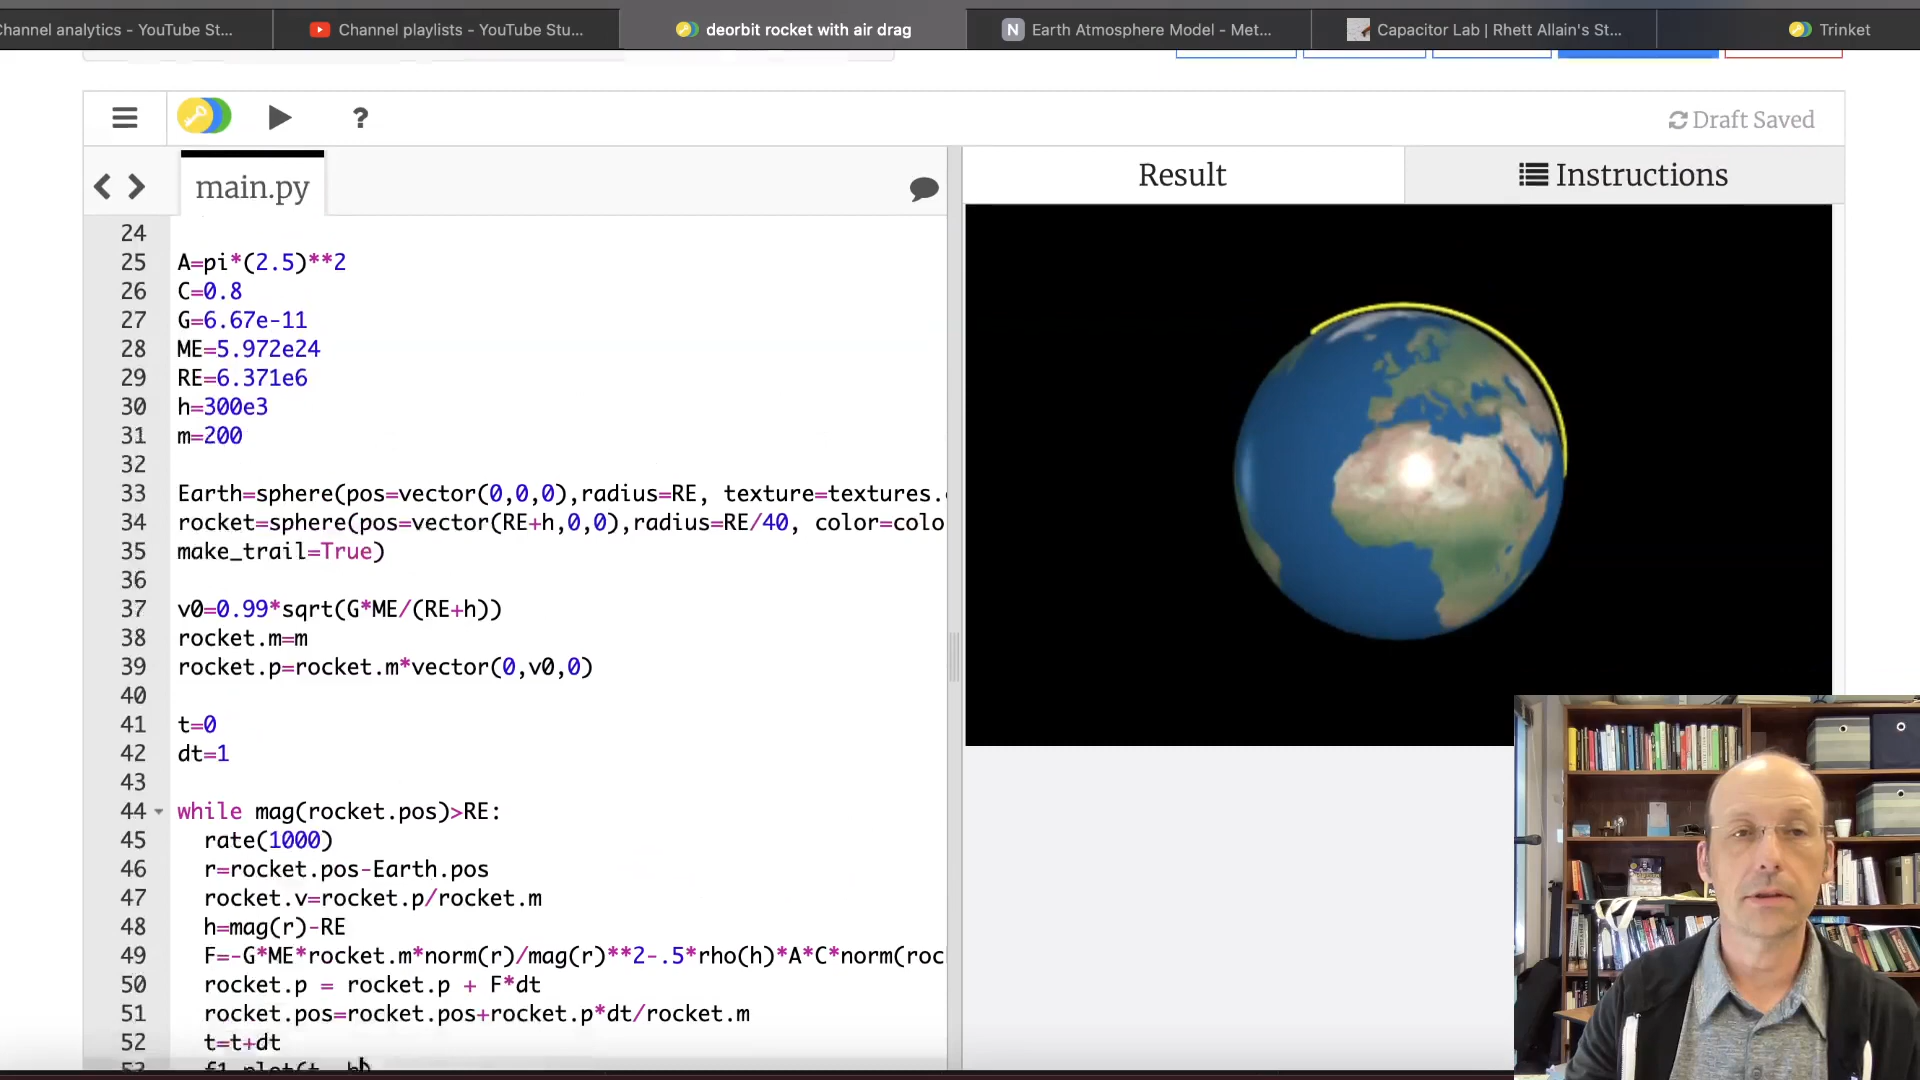 Channel analytics - YouTube St...
Channel playlists - YouTube Stu...
deorbit rocket with air drag
N
Earth Atmosphere Model - Met...
Capacitor Lab | Rhett Allain's St...
Trinket
?
Draft Saved
main.py
Result
Instructions
24
25 A=pi*(2.5)**2
26 C=0.8
27 G=6.67e-11
28 ME=5.972e24
29 RE=6.371e6
30 h=300e3
31 m=200
32
33 Earth=sphere(pos=vector(0,0,0),radius=RE, texture=textures.
34 rocket=sphere(pos=vector(RE+h,0,0),radius=RE/40, color=colo
35 make_trail=True)
36
37 v0=0.99*sqrt(G*ME/(RE+h))
38 rocket.m=m
39 rocket.p=rocket.m*vector(0,v0,0)
40
41 t=0
42 dt=1
43
44 while mag(rocket.pos)>RE:
45 rate(1000)
46 r=rocket.pos-Earth.pos
47 rocket.v=rocket.p/rocket.m
48 h=mag(r)-RE
49 F=-G*ME*rocket.m*norm(r)/mag(r)**2-.5*rho(h)*A*C*norm(roc
50 rocket.p = rocket.p + F*dt
51 rocket.pos=rocket.pos+rocket.p*dt/rocket.m
52 t=t+dt